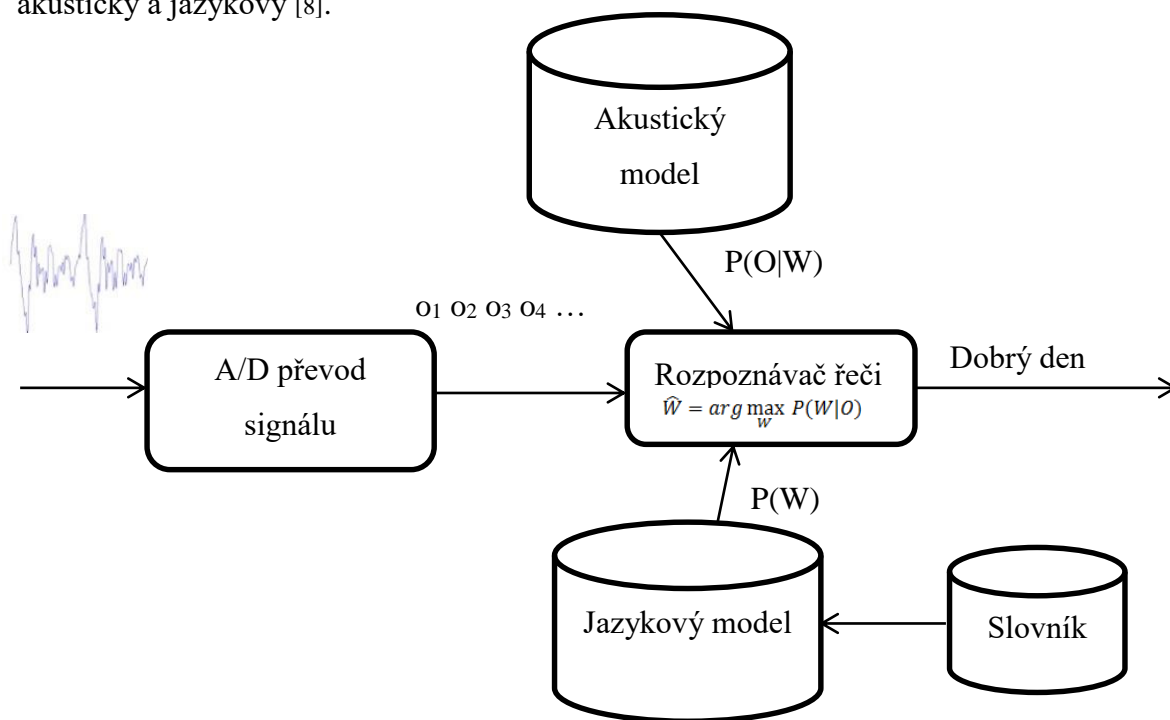 akustický a jazykový [8].
Akustický
model
P(O|W)
o₁ o₂ o₃ o₄ …
A/D převod
signálu
Rozpoznávač řeči
Ŵ = arg max P(W|O)
W
Dobrý den
P(W)
Jazykový model
Slovník